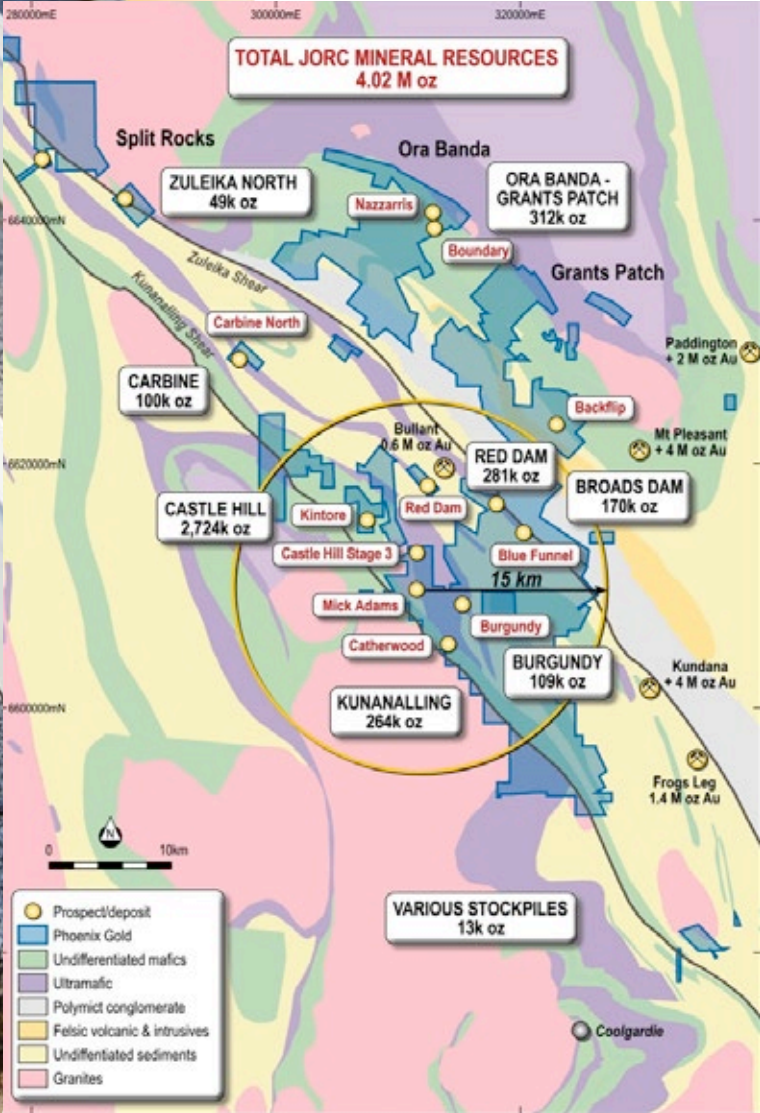 280000mE
300000mE
320000mE
TOTAL JORC MINERAL RESOURCES
4.02 M oz
Split Rocks
Ora Banda
ZULEIKA NORTH
49k oz
ORA BANDA -
GRANTS PATCH
312k oz
Nazzarris
6640000mN
Boundary
Zuleika Shear
Grants Patch
Kunanalling Shear
Carbine North
Paddington
+ 2 M oz Au
CARBINE
100k oz
Backflip
Bullant
0.6 M oz Au
Mt Pleasant
+ 4 M oz Au
6620000mN
RED DAM
281k oz
BROADS DAM
170k oz
CASTLE HILL
2,724k oz
Kintore
Red Dam
Castle Hill Stage 3
Blue Funnel
15 km
Mick Adams
Burgundy
Catherwood
BURGUNDY
109k oz
Kundana
+ 4 M oz Au
KUNANALLING
264k oz
6600000mN
Frogs Leg
1.4 M oz Au
N
0
10km
VARIOUS STOCKPILES
13k oz
Prospect/deposit
Phoenix Gold
Undifferentiated mafics
Ultramafic
Polymict conglomerate
Felsic volcanic & intrusives
Undiffentiated sediments
Granites
Coolgardie